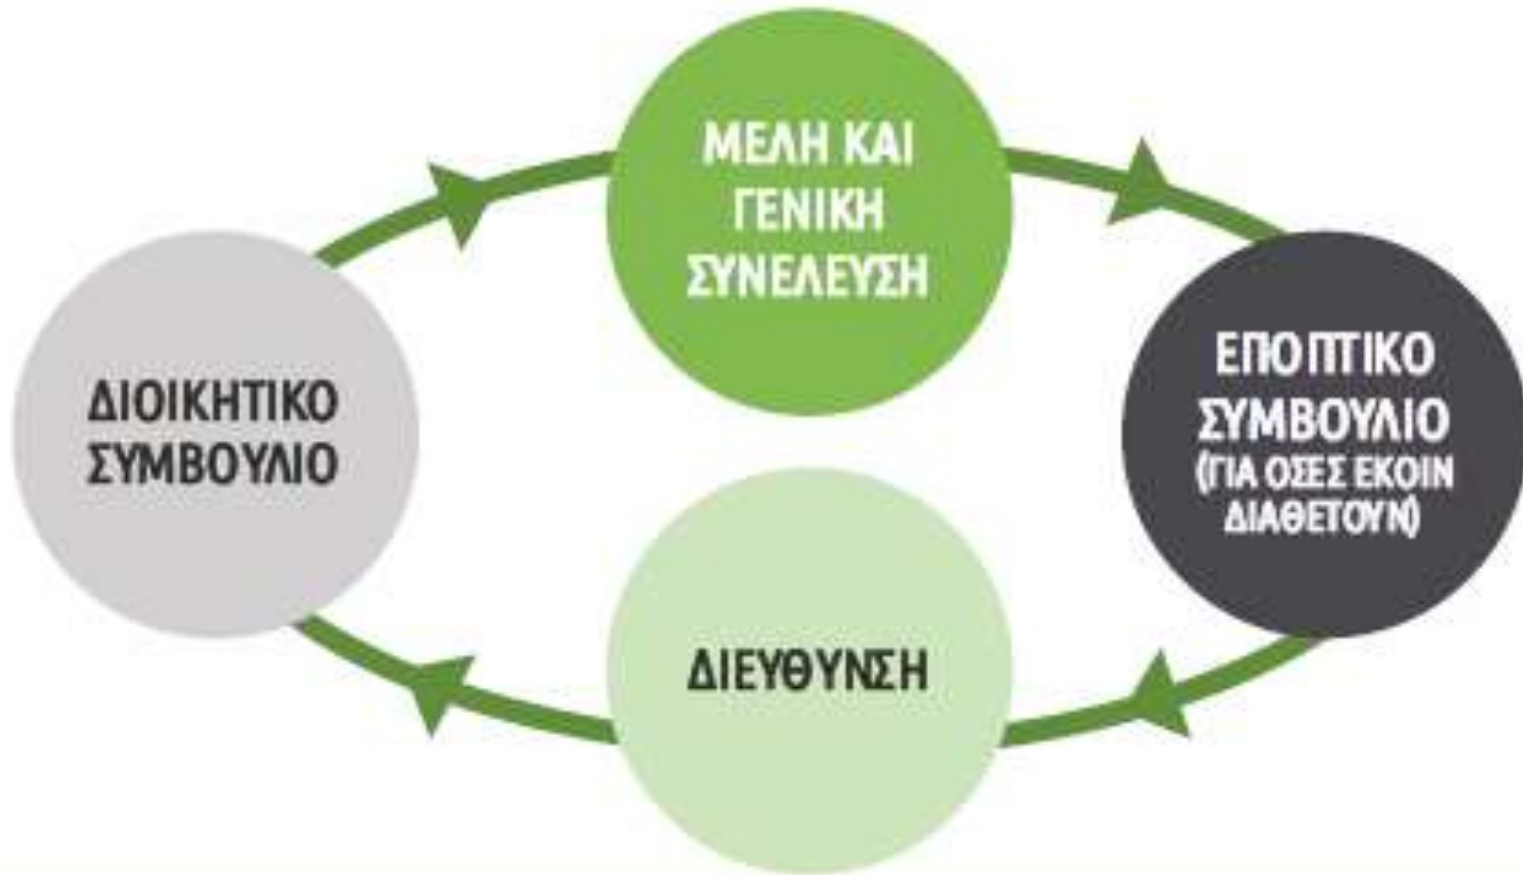 ΜΕΛΗ ΚΑΙ
ΓΕΝΙΚΗ
ΣΥΝΕΛΕΥΣΗ
ΕΠΟΠΤΙΚΟ
ΣΥΜΒΟΥΛΙΟ
(ΓΙΑ ΟΣΕΣ ΕΚΟΙΝ
ΔΙΑΘΕΤΟΥΝ)
ΔΙΕΥΘΥΝΣΗ
ΔΙΟΙΚΗΤΙΚΟ
ΣΥΜΒΟΥΛΙΟ